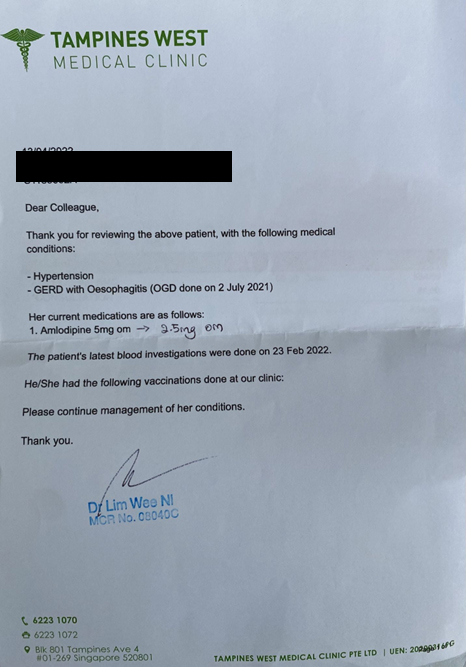 TAMPINES WEST
MEDICAL CLINIC
Dear Colleague,
Thank you for reviewing the above patient, with the following medical
conditions:
- Hypertension
- GERD with Oesophagitis (OGD done on 2 July 2021)
Her current medications are as follows:
1. Amlodipine 5mg om → 2.5mg om
The patient's latest blood investigations were done on 23 Feb 2022.
He/She had the following vaccinations done at our clinic:
Please continue management of her conditions.
Thank you.
Dr Lim Wee NI
MCR No. 08040C
6223 1070
6223 1072
Blk 801 Tampines Ave 4
#01-269 Singapore 520801
TAMPINES WEST MEDICAL CLINIC PTE LTD | UEN: